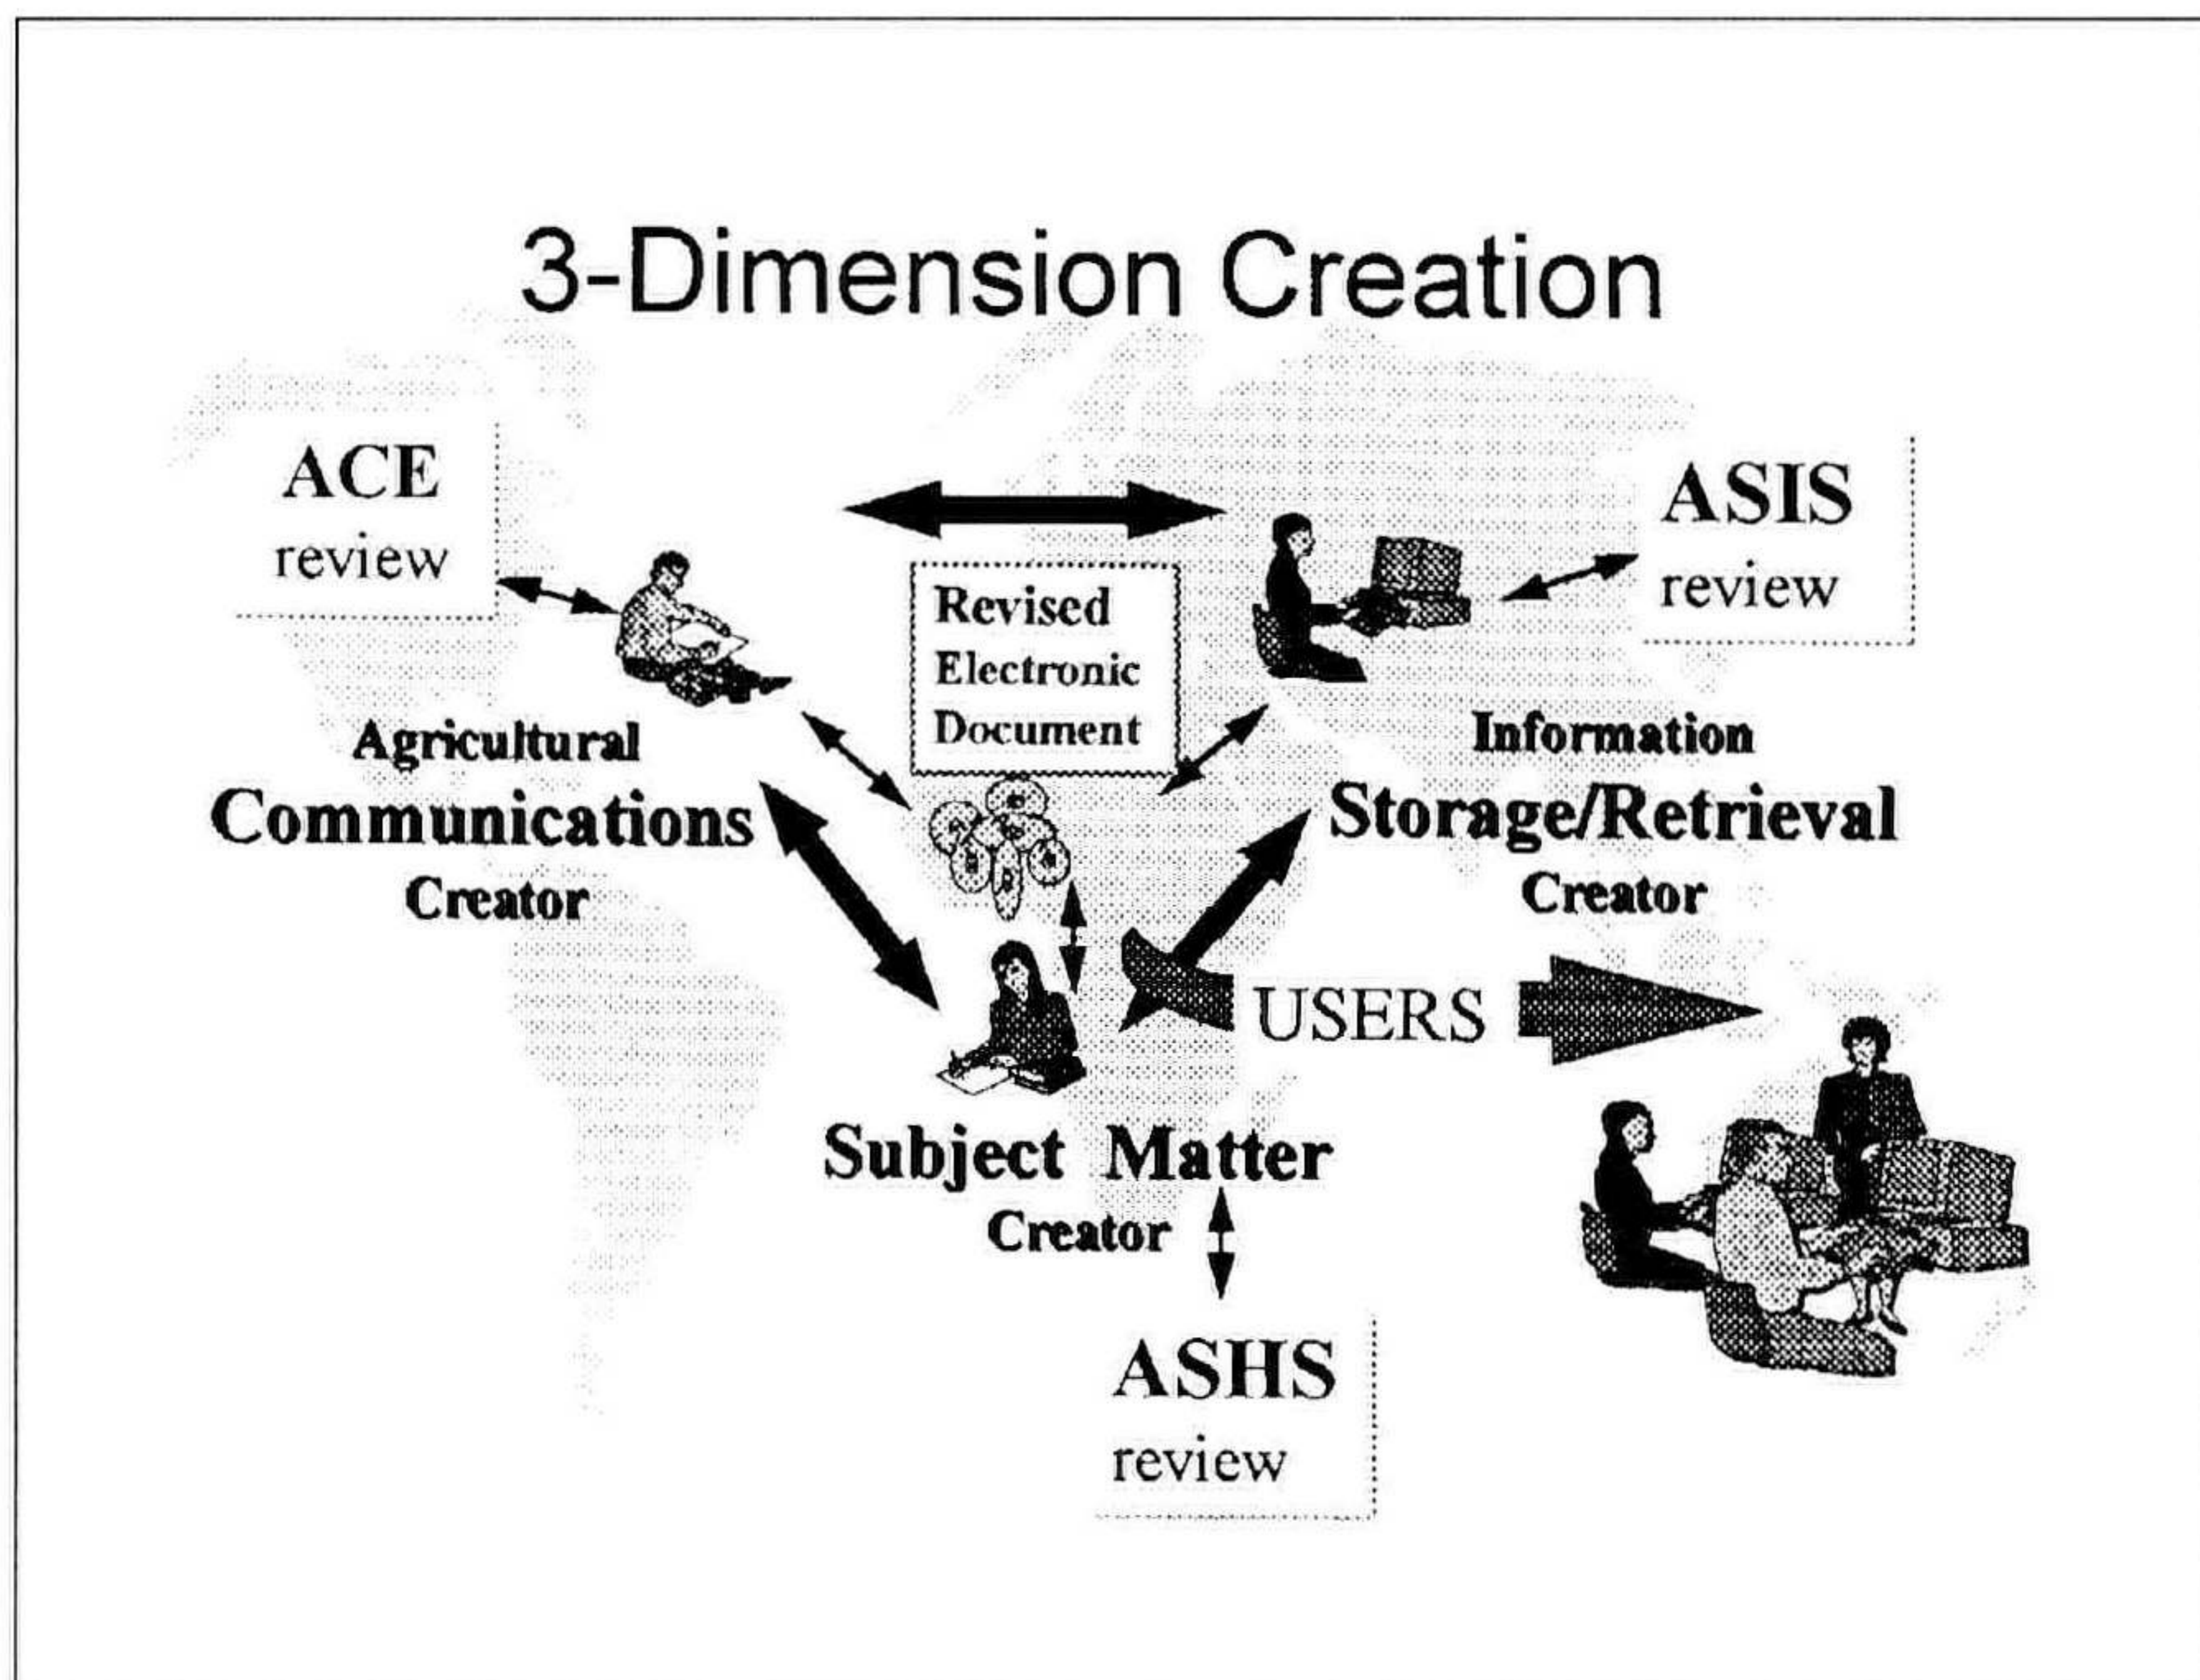 3-Dimension Creation
ACE
review
ASIS
review
Revised
Electronic
Document
Agricultural
Communications
Creator
Information
Storage/Retrieval
Creator
USERS
Subject Matter
Creator
ASHS
review